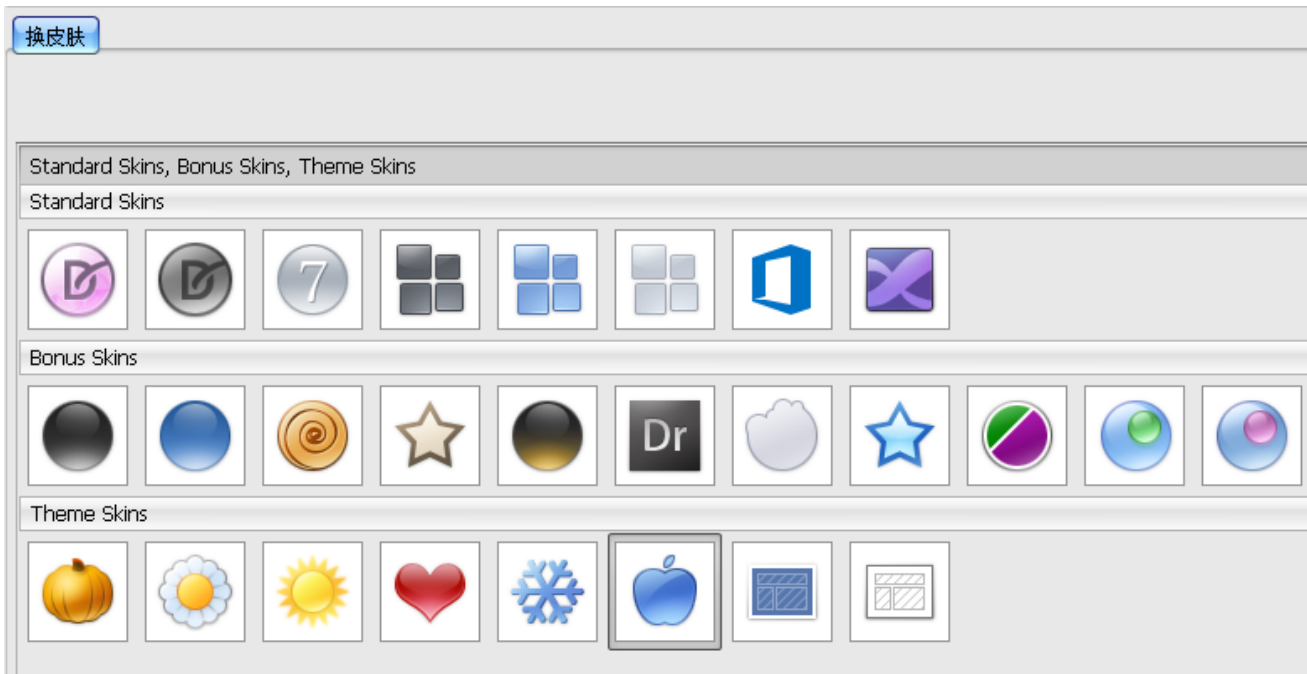 换皮肤
Standard Skins, Bonus Skins, Theme Skins
Standard Skins
7
Bonus Skins
Dr
Theme Skins